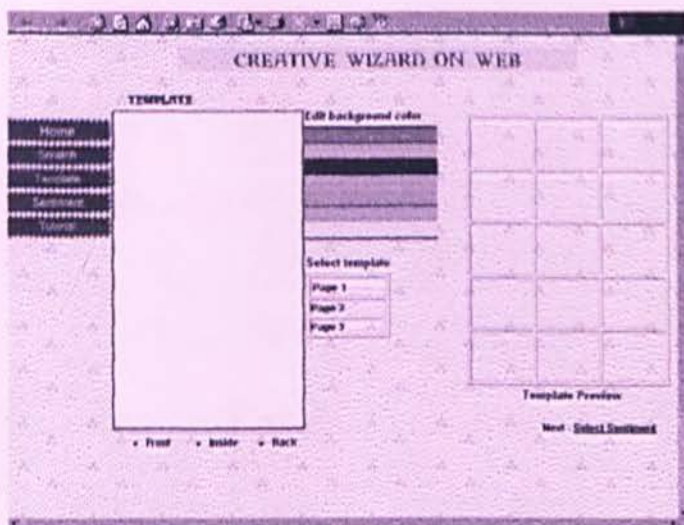 CREATIVE WIZARD ON WEB
TEMPLATE
Edit background color
Home
Scratch
Template
Sentiment
Tutorial
Select template
Page 1
Page 2
Page 3
Template Preview
Next : Select Sentiment
Front Inside Back